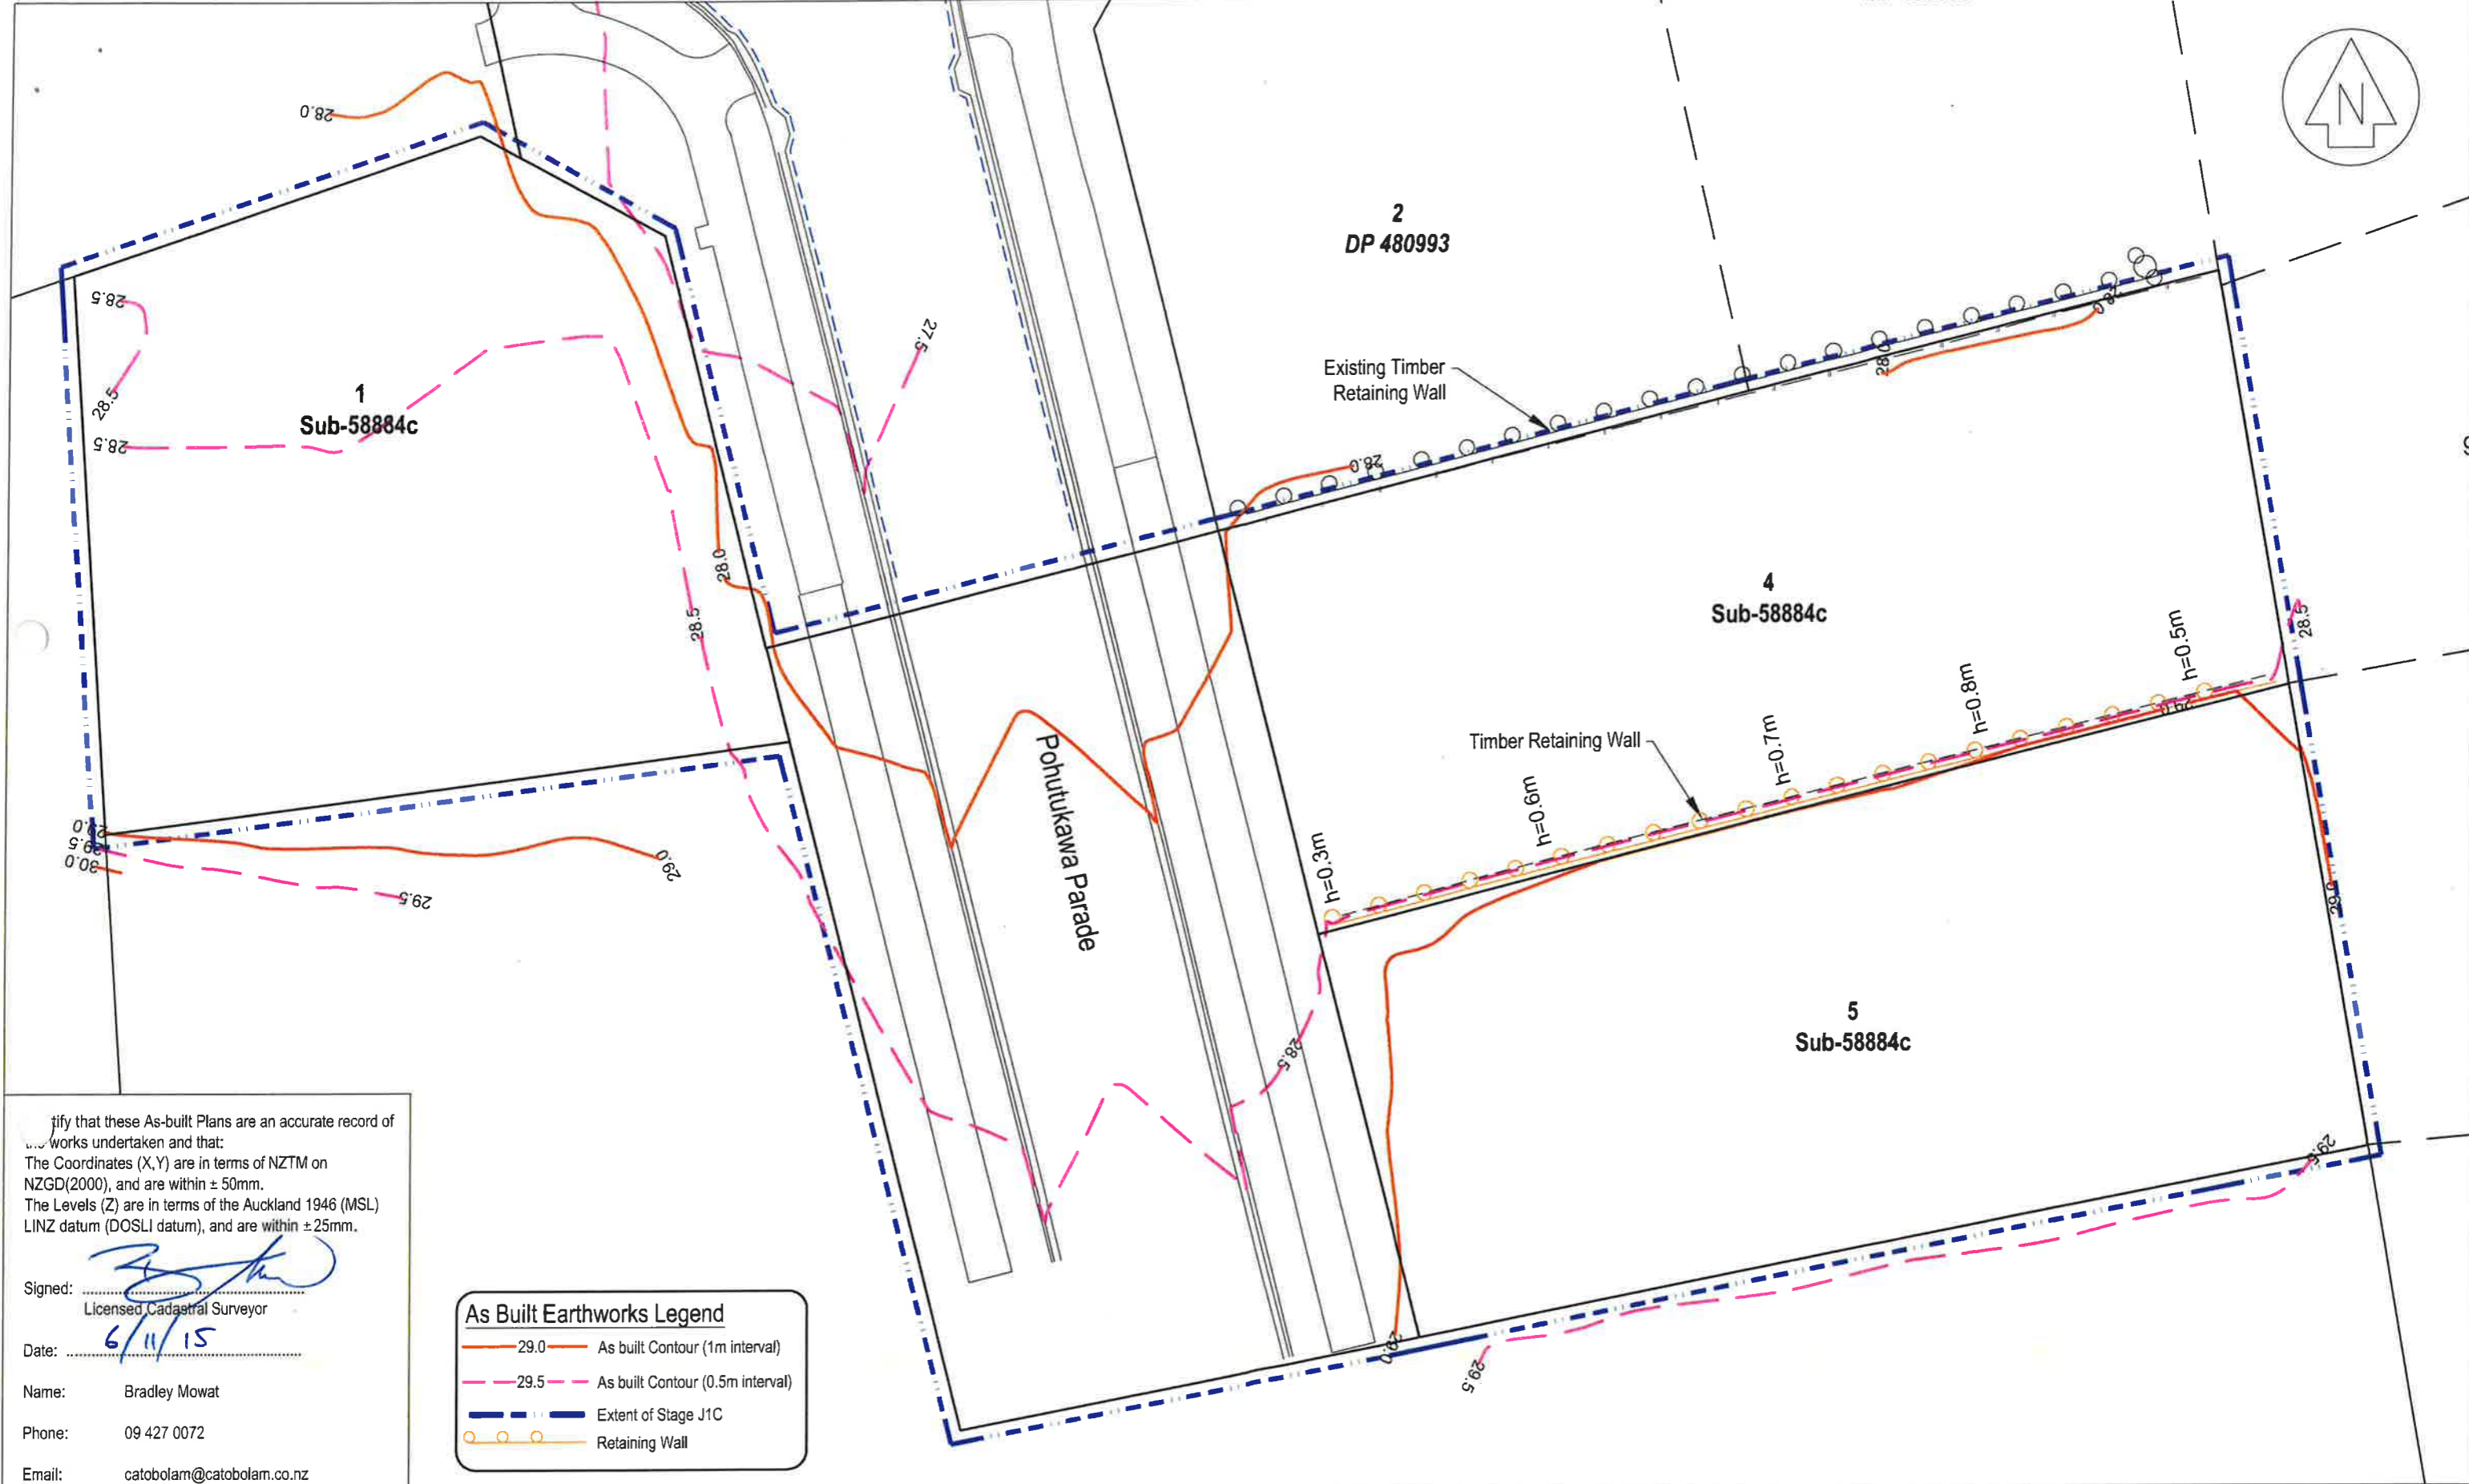 N
28.0
2
DP 480993
28.5
28.5
28.5
1
Sub-58884c
27.5
Existing Timber
Retaining Wall
28.0
28.0
28.0
28.0
28.5
4
Sub-58884c
28.5
h=0.5m
h=0.8m
h=0.7m
h=0.6m
h=0.3m
Timber Retaining Wall
29.0
Pohutukawa Parade
29.0
29.5
30.0
29.0
29.5
29.0
28.5
5
Sub-58884c
29.5
29.0
29.5
tify that these As-built Plans are an accurate record of
works undertaken and that:
The Coordinates (X,Y) are in terms of NZTM on
NZGD(2000), and are within ± 50mm.
The Levels (Z) are in terms of the Auckland 1946 (MSL)
LINZ datum (DOSLI datum), and are within ±25mm.
Signed:
Licensed Cadastral Surveyor
Date: 6/11/15
Name: Bradley Mowat
Phone: 09 427 0072
Email: catobolam@catobolam.co.nz
As Built Earthworks Legend
29.0 As built Contour (1m interval)
29.5 As built Contour (0.5m interval)
Extent of Stage J1C
Retaining Wall